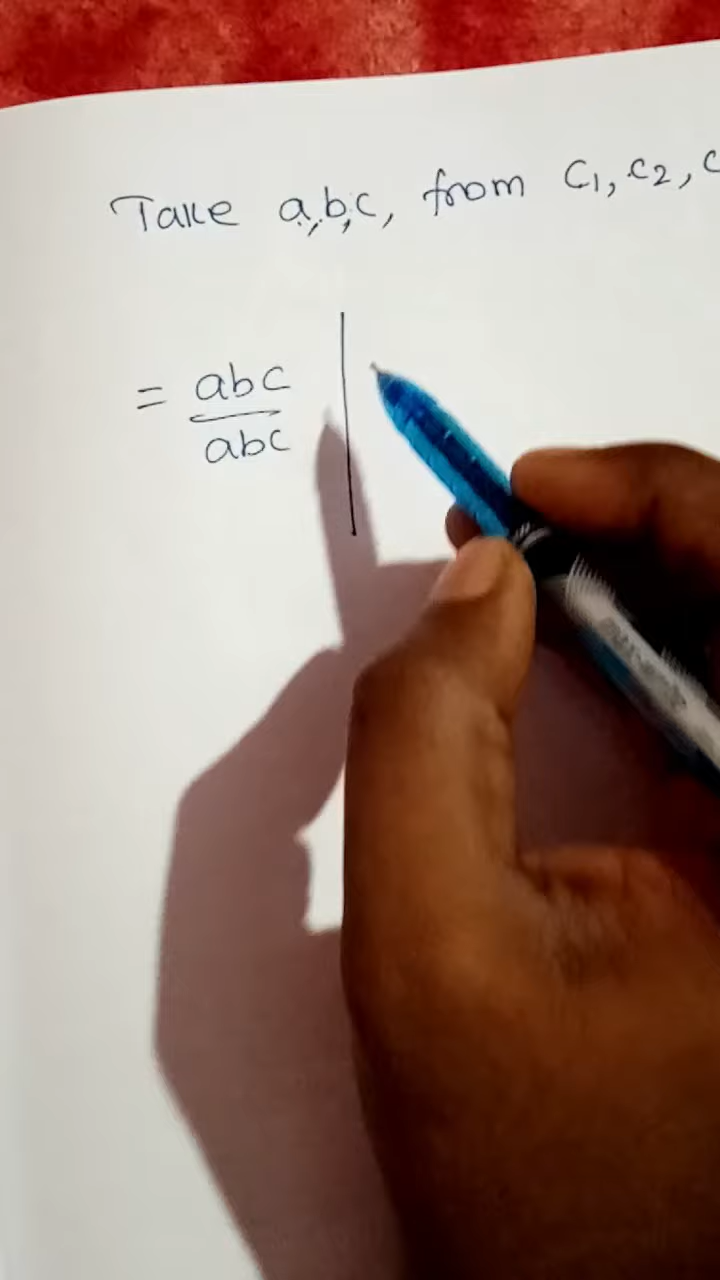 Take a,b,c, from C1, C2, C
= abc
abc |